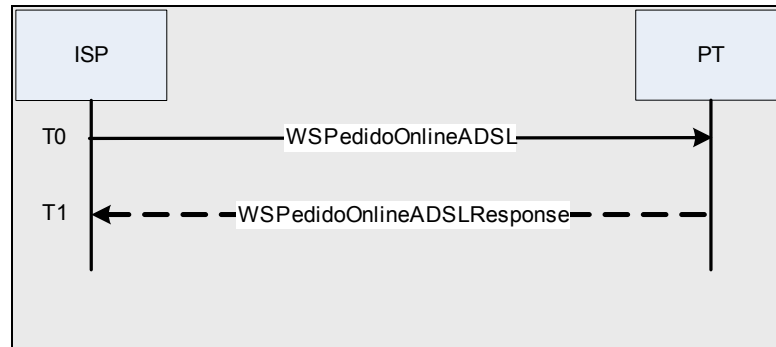 ISP
PT
T0
WSPedidoOnlineADSL
T1
WSPedidoOnlineADSLResponse